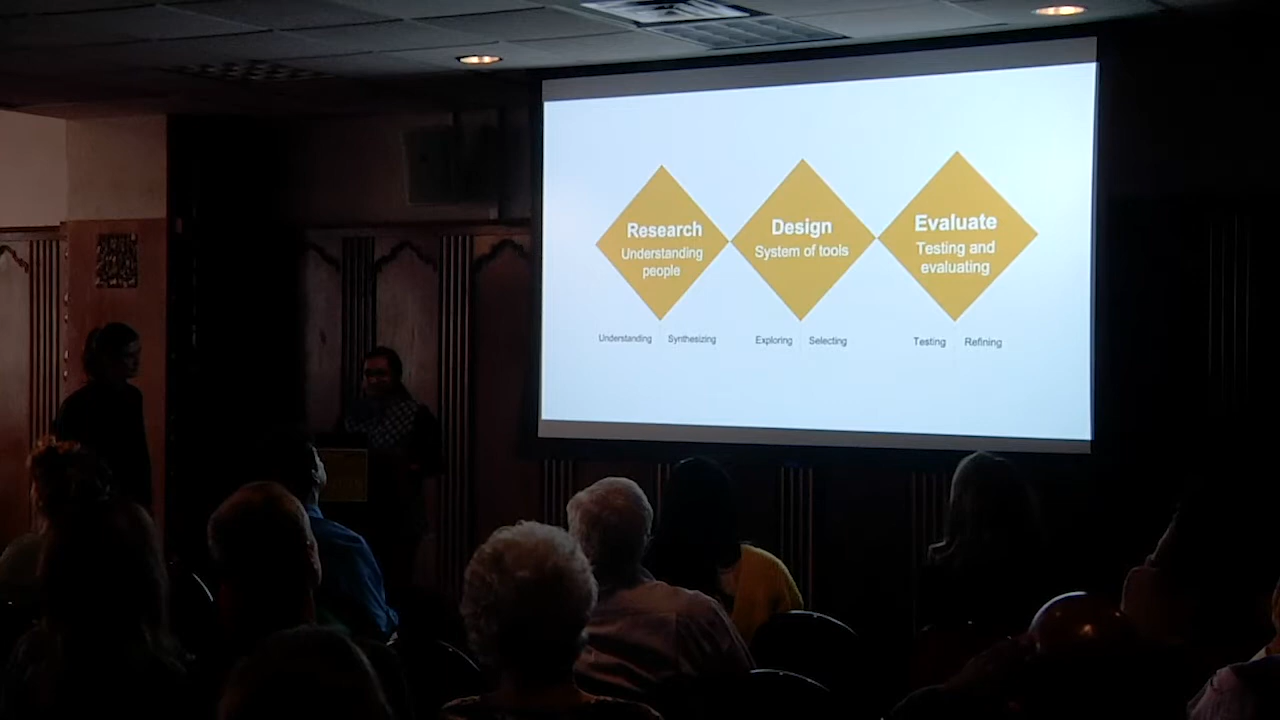 Research
Understanding
people
Design
System of tools
Evaluate
Testing and
evaluating
Understanding
Synthesizing
Exploring
Selecting
Testing
Refining